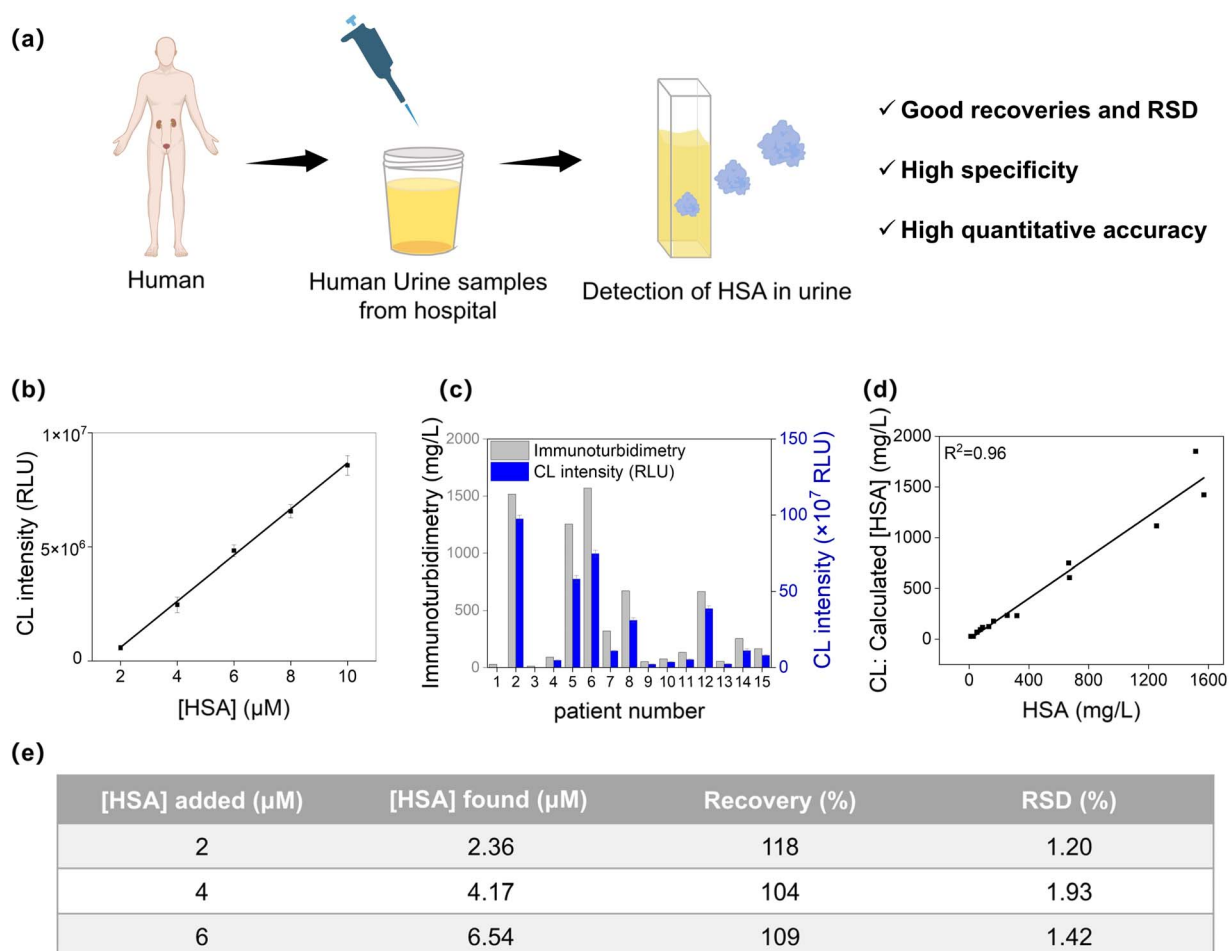 (a)
✓ Good recoveries and RSD
✓ High specificity
✓ High quantitative accuracy
Human
Human Urine samples
from hospital
Detection of HSA in urine
(b)
CL intensity (RLU)
1×10⁷
5×10⁶
0
2 4 6 8 10
[HSA] (µM)
(c)
Immunoturbidimetry (mg/L)
2000
1500
1000
500
0
Immunoturbidimetry
CL intensity (RLU)
150
100
50
0
CL intensity (×10⁷ RLU)
1 2 3 4 5 6 7 8 9 10 11 12 13 14 15
patient number
(d)
CL: Calculated [HSA] (mg/L)
2000
1500
1000
500
0
R²=0.96
0 400 800 1200 1600
HSA (mg/L)
(e)
[HSA] added (µM) [HSA] found (µM) Recovery (%) RSD (%)
2 2.36 118 1.20
4 4.17 104 1.93
6 6.54 109 1.42